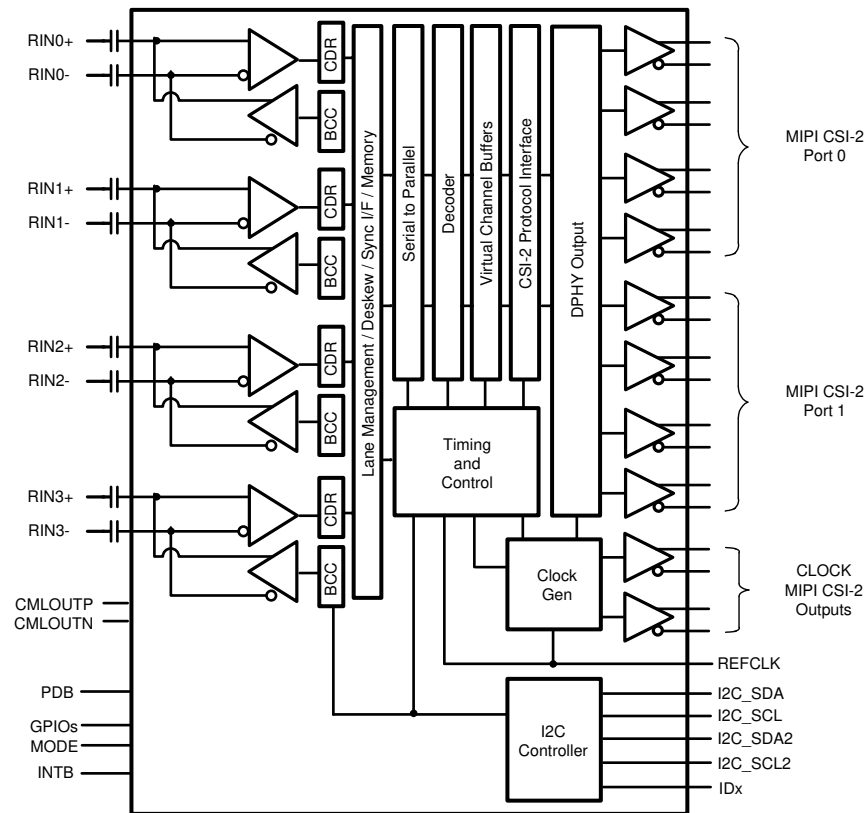 RIN0+
RIN0-
CDR
BCC
RIN1+
RIN1-
CDR
BCC
RIN2+
RIN2-
CDR
BCC
RIN3+
RIN3-
CDR
BCC
Lane Management / Deskew / Sync I/F / Memory
Serial to Parallel
Decoder
Virtual Channel Buffers
CSI-2 Protocol Interface
DPHY Output
Timing
and
Control
Clock
Gen
I2C
Controller
MIPI CSI-2
Port 0
MIPI CSI-2
Port 1
CLOCK
MIPI CSI-2
Outputs
CMLOUTP
CMLOUTN
PDB
GPIOs
MODE
INTB
REFCLK
I2C_SDA
I2C_SCL
I2C_SDA2
I2C_SCL2
IDx